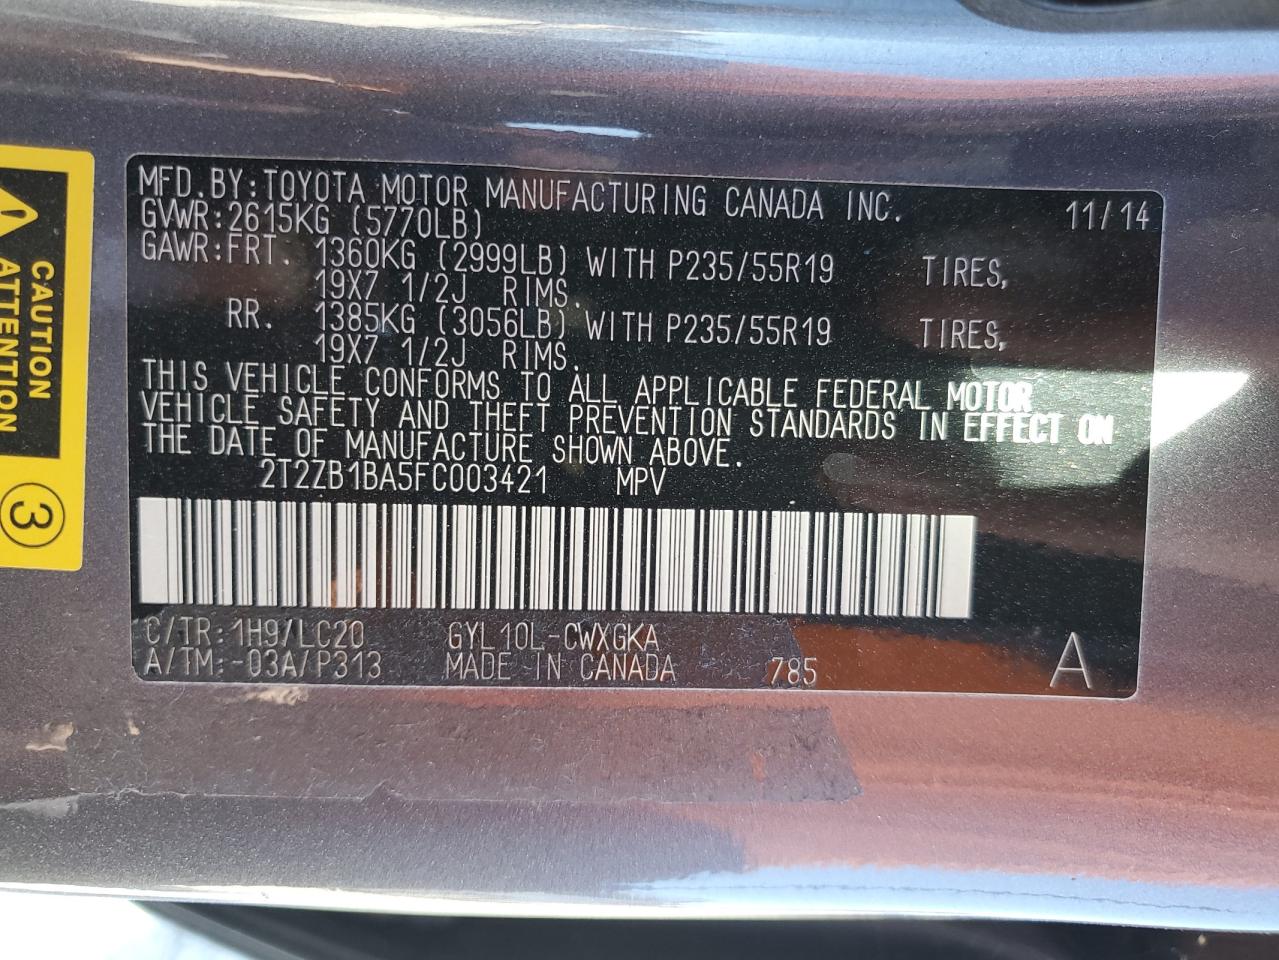 MFD.BY:TOYOTA MOTOR MANUFACTURING CANADA INC. 11/14
GVWR:2615KG (5770LB)
GAWR:FRT. 1360KG (2999LB) WITH P235/55R19 TIRES,
19X7 1/2J RIMS.
RR. 1385KG (3056LB) WITH P235/55R19 TIRES,
19X7 1/2J RIMS.
THIS VEHICLE CONFORMS TO ALL APPLICABLE FEDERAL MOTOR
VEHICLE SAFETY AND THEFT PREVENTION STANDARDS IN EFFECT ON
THE DATE OF MANUFACTURE SHOWN ABOVE.
2T2ZB1BA5FC003421 MPV
C/TR:1H9/LC20 GYL10L-CWXGKA
A/TM:-03A/P313 MADE IN CANADA 785 A
CAUTION
ATTENTION
3